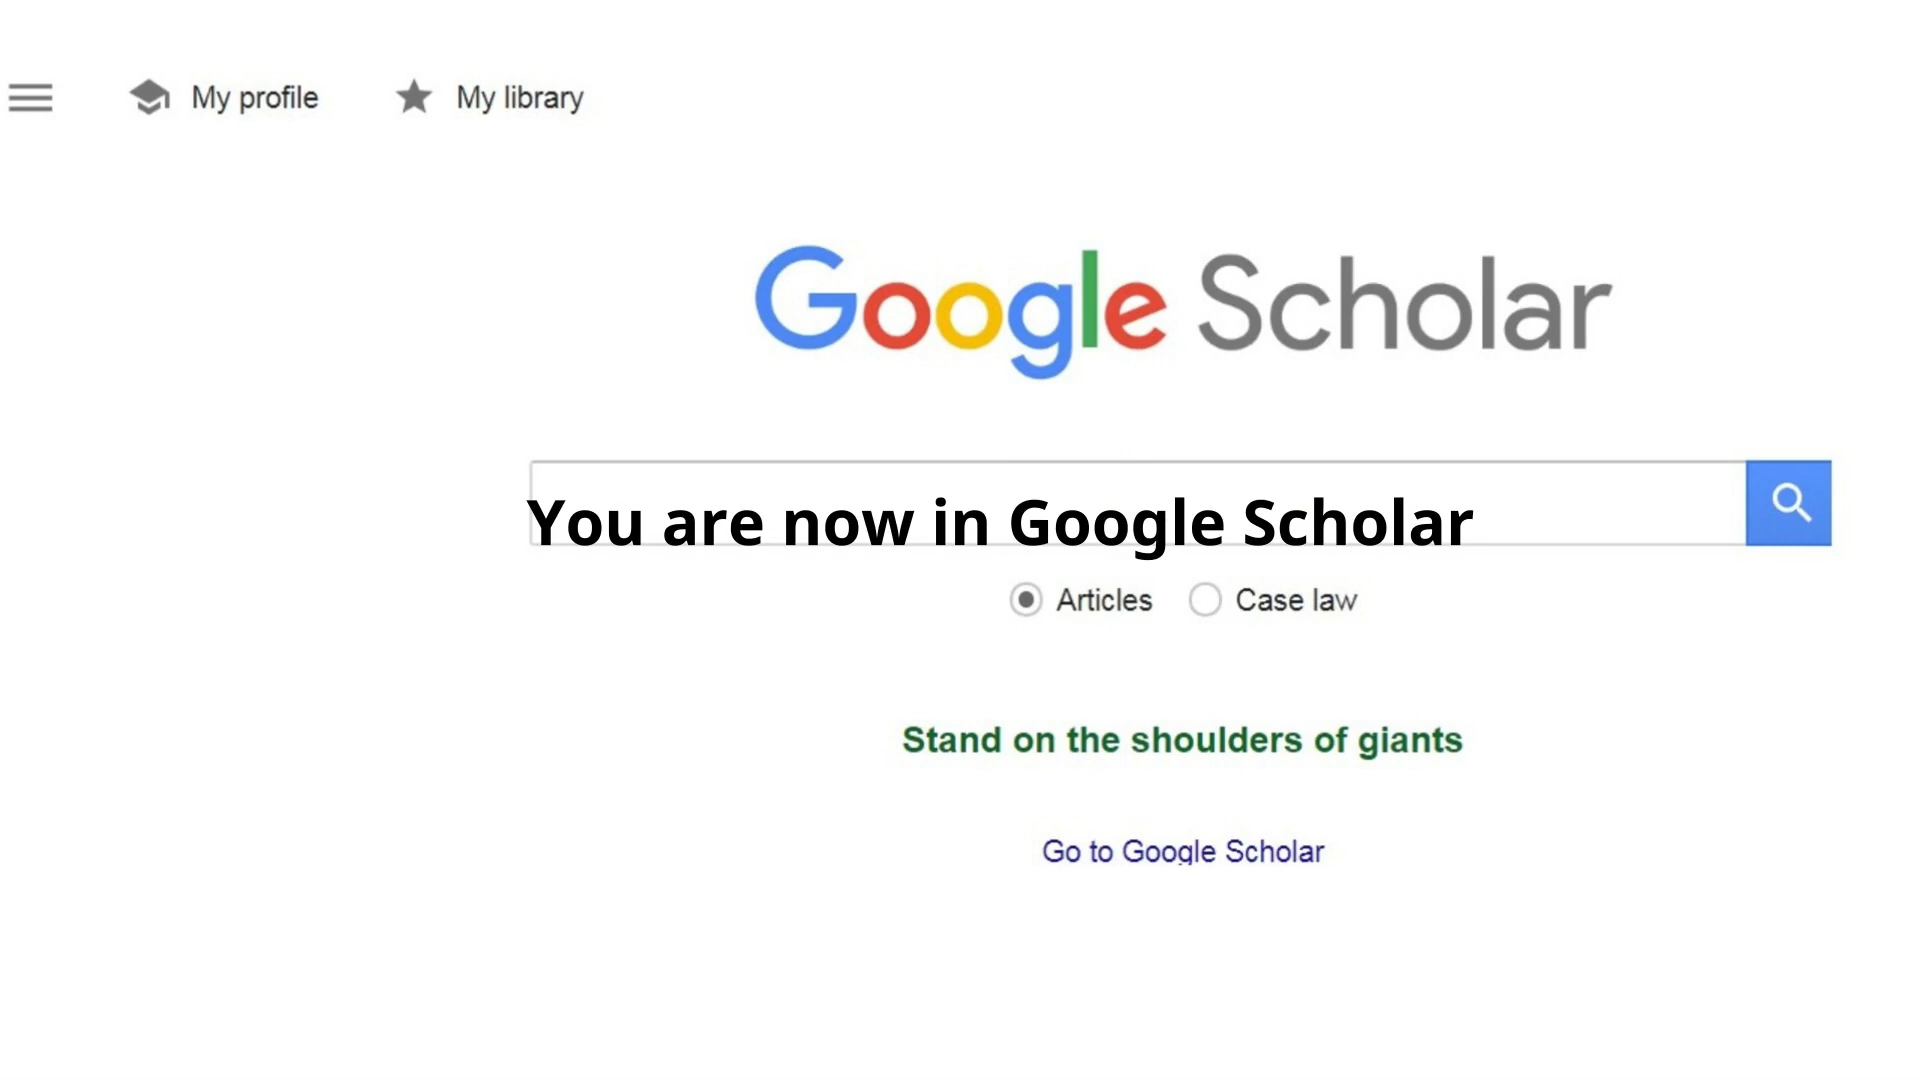 My profile My library
Google Scholar
You are now in Google Scholar
Articles Case law
Stand on the shoulders of giants
Go to Google Scholar